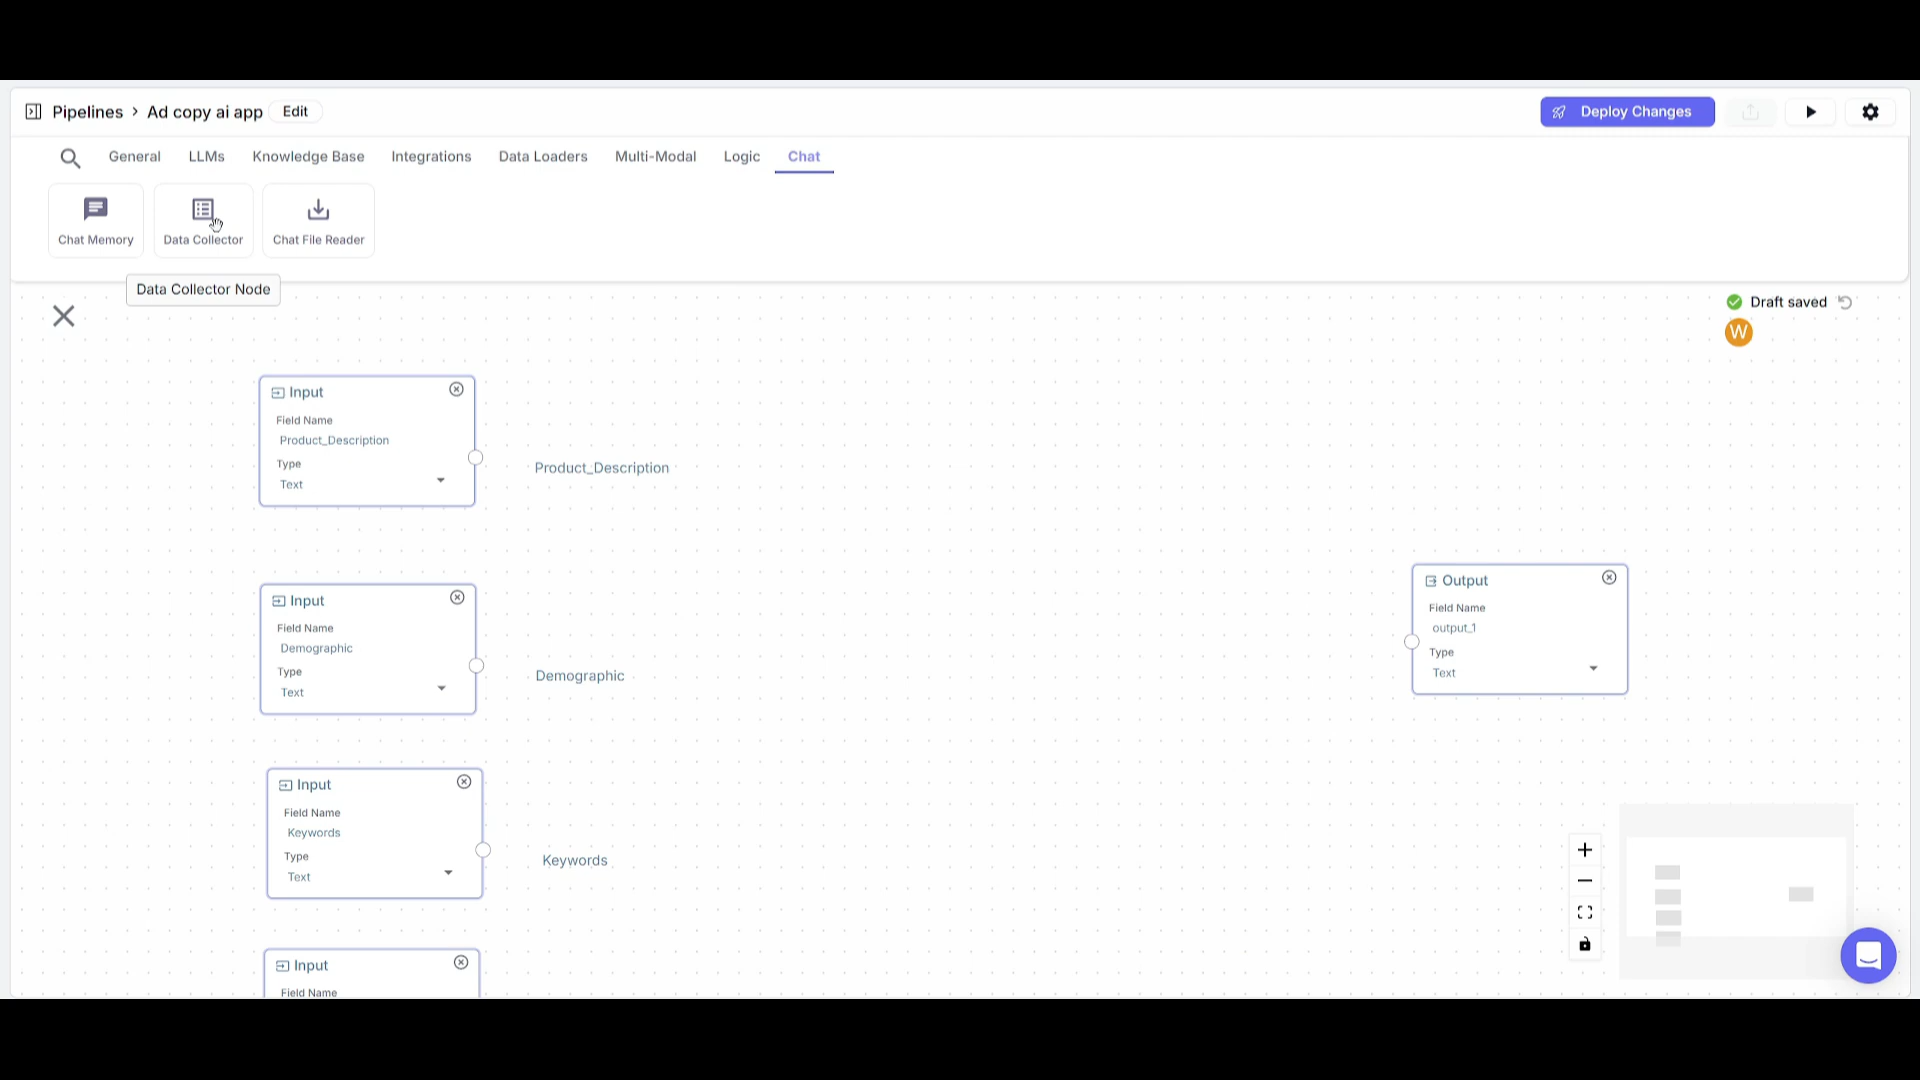 Pipelines > Ad copy ai app Edit
Deploy Changes
General LLMs Knowledge Base Integrations Data Loaders Multi-Modal Logic Chat
Chat Memory Data Collector Chat File Reader
Data Collector Node
Draft saved
W
Input
Field Name
Product_Description
Type
Text
Product_Description
Input
Field Name
Demographic
Type
Text
Demographic
Output
Field Name
output_1
Type
Text
Input
Field Name
Keywords
Type
Text
Keywords
Input
Field Name